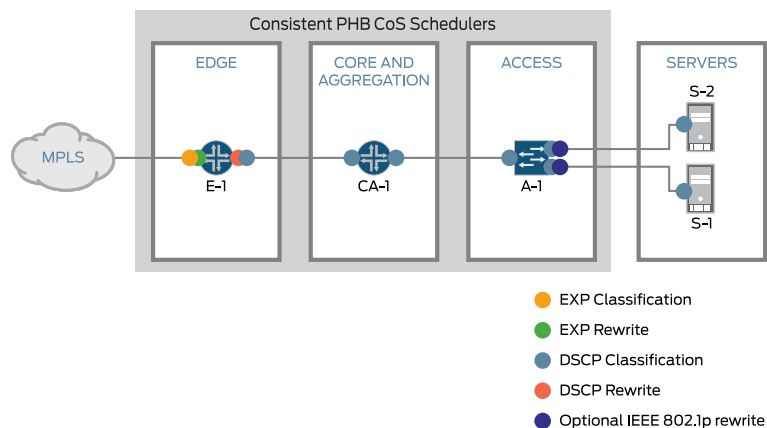 Consistent PHB CoS Schedulers
EDGE
CORE AND
AGGREGATION
ACCESS
SERVERS
S-2
MPLS
E-1
CA-1
A-1
S-1
EXP Classification
EXP Rewrite
DSCP Classification
DSCP Rewrite
Optional IEEE 802.1p rewrite